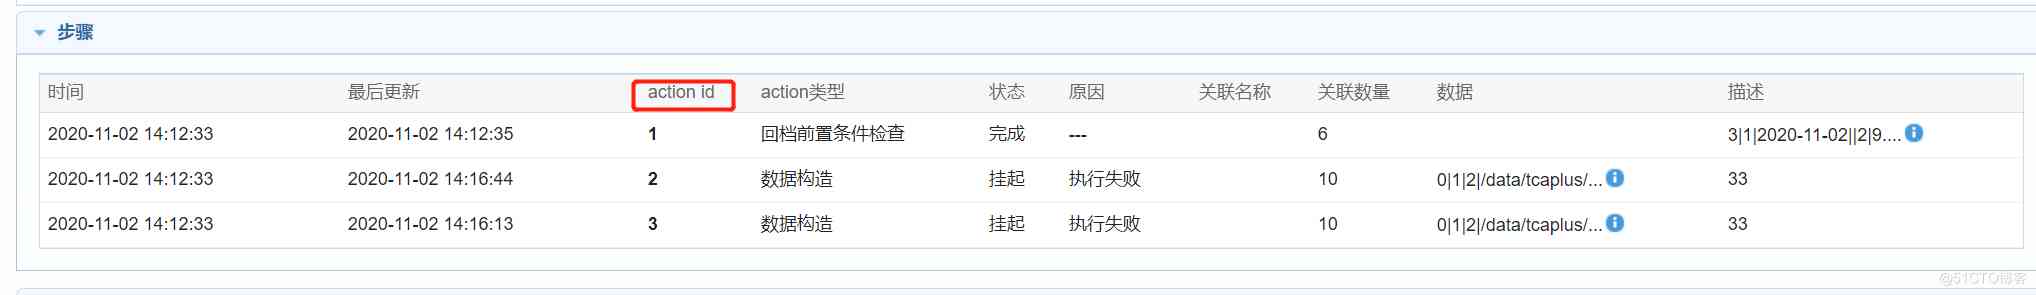 步骤
时间 最后更新 action id action类型 状态 原因 关联名称 关联数量 数据 描述
2020-11-02 14:12:33 2020-11-02 14:12:35 1 回档前置条件检查 完成 --- 6 3|1|2020-11-02||2|9....
2020-11-02 14:12:33 2020-11-02 14:16:44 2 数据构造 挂起 执行失败 10 0|1|2|/data/tcaplus/... 33
2020-11-02 14:12:33 2020-11-02 14:16:13 3 数据构造 挂起 执行失败 10 0|1|2|/data/tcaplus/... 33
@51CTO博客